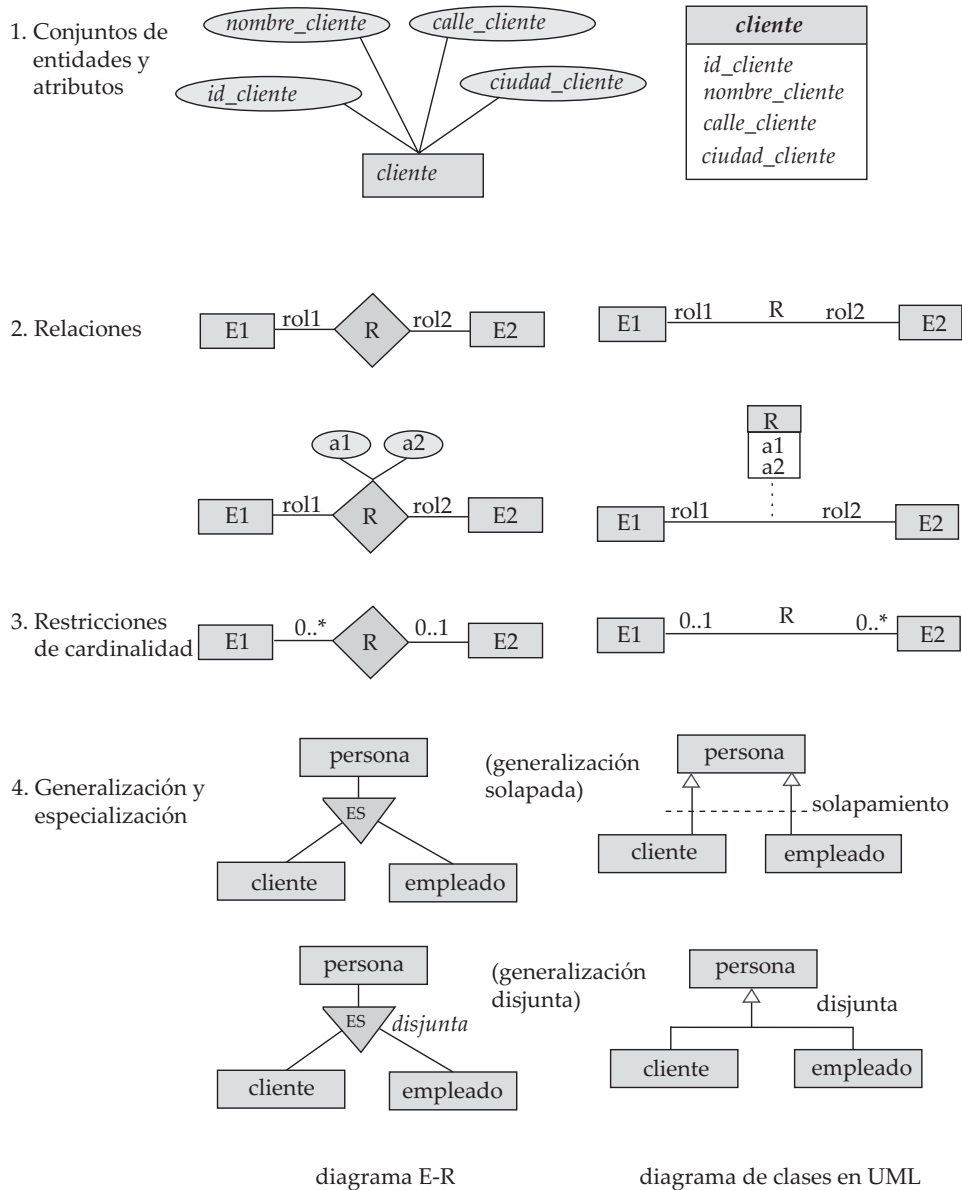 1. Conjuntos de
entidades y
atributos
nombre_cliente
calle_cliente
id_cliente
ciudad_cliente
cliente
cliente
id_cliente
nombre_cliente
calle_cliente
ciudad_cliente
2. Relaciones
E1 rol1 R rol2 E2
E1 rol1 R rol2 E2
a1 a2
E1 rol1 R rol2 E2
R
a1
a2
E1 rol1 rol2 E2
3. Restricciones
de cardinalidad
E1 0..* R 0..1 E2
E1 0..1 R 0..* E2
4. Generalización y
especialización
persona
ES
cliente empleado
(generalización
solapada)
persona
solapamiento
cliente empleado
persona
ES disjunta
cliente empleado
(generalización
disjunta)
persona
disjunta
cliente empleado
diagrama E-R
diagrama de clases en UML